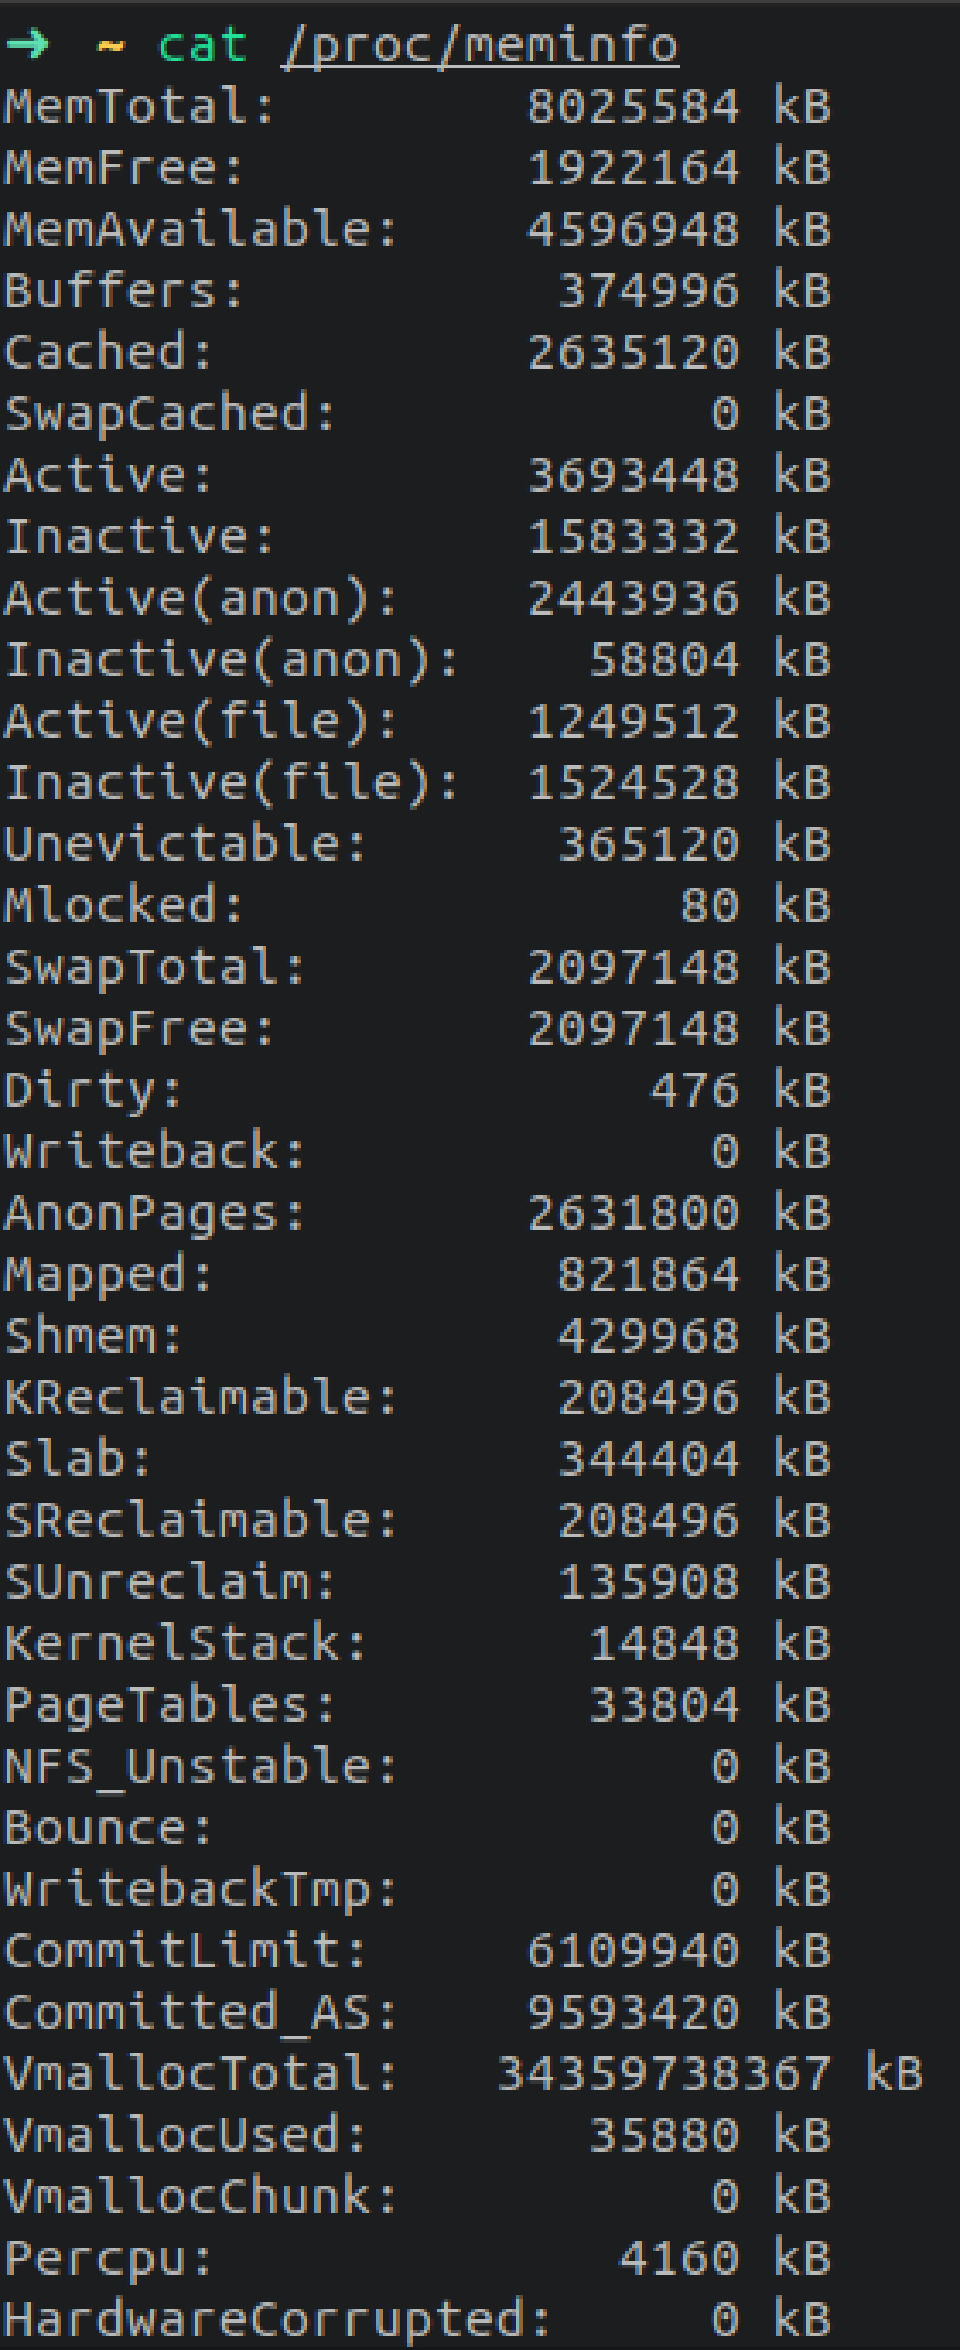 ➜  ~ cat /proc/meminfo
MemTotal:        8025584 kB
MemFree:         1922164 kB
MemAvailable:    4596948 kB
Buffers:          374996 kB
Cached:          2635120 kB
SwapCached:            0 kB
Active:          3693448 kB
Inactive:        1583332 kB
Active(anon):    2443936 kB
Inactive(anon):    58804 kB
Active(file):    1249512 kB
Inactive(file):  1524528 kB
Unevictable:      365120 kB
Mlocked:              80 kB
SwapTotal:       2097148 kB
SwapFree:        2097148 kB
Dirty:               476 kB
Writeback:             0 kB
AnonPages:       2631800 kB
Mapped:           821864 kB
Shmem:            429968 kB
KReclaimable:     208496 kB
Slab:             344404 kB
SReclaimable:     208496 kB
SUnreclaim:       135908 kB
KernelStack:       14848 kB
PageTables:        33804 kB
NFS_Unstable:          0 kB
Bounce:                0 kB
WritebackTmp:          0 kB
CommitLimit:     6109940 kB
Committed_AS:    9593420 kB
VmallocTotal:   34359738367 kB
VmallocUsed:       35880 kB
VmallocChunk:          0 kB
Percpu:             4160 kB
HardwareCorrupted:     0 kB